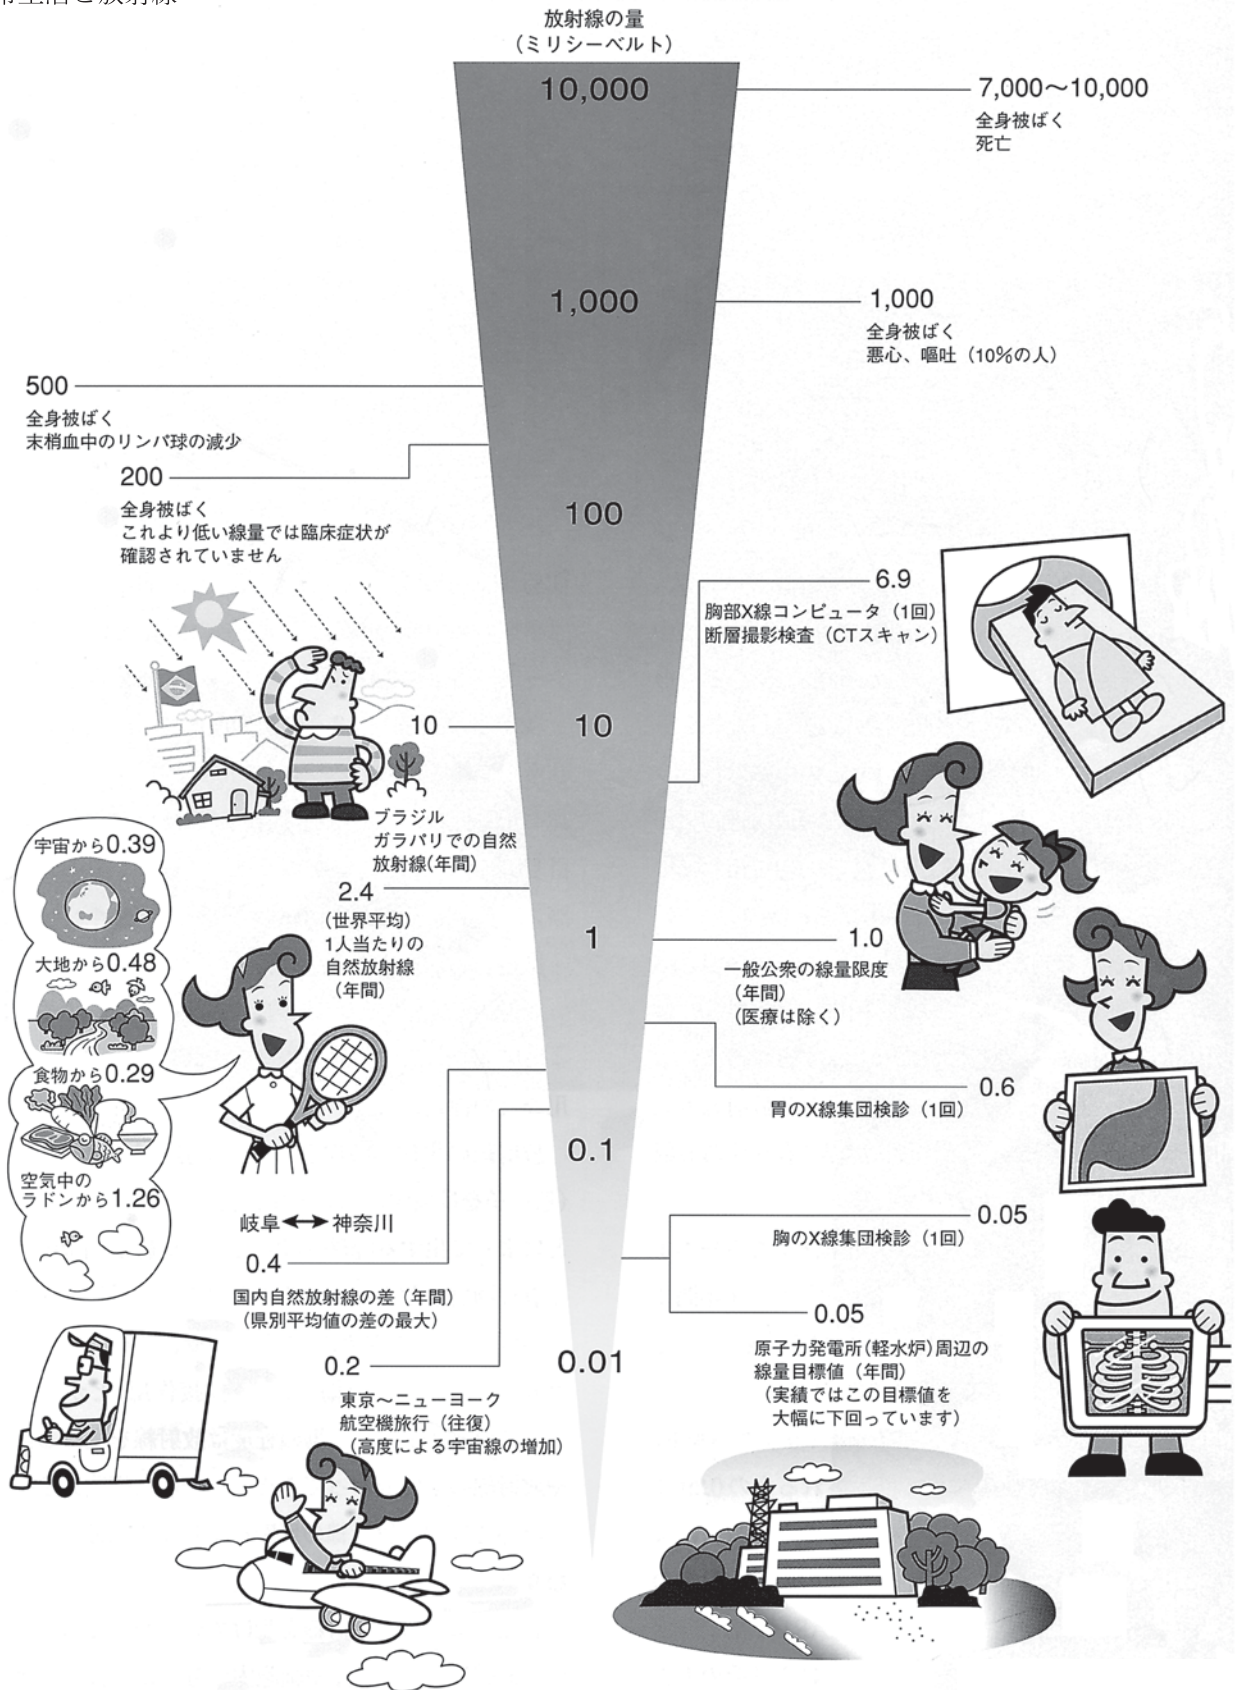 常生活と放射線
放射線の量
（ミリシーベルト）
10,000
7,000～10,000
全身被ばく
死亡
1,000
1,000
全身被ばく
悪心、嘔吐（10％の人）
500
全身被ばく
末梢血中のリンパ球の減少
200
全身被ばく
これより低い線量では臨床症状が
確認されていません
100
6.9
胸部X線コンピュータ（1回）
断層撮影検査（CTスキャン）
10
10
ブラジル
ガラパリでの自然
放射線(年間)
宇宙から0.39
大地から0.48
食物から0.29
空気中の
ラドンから1.26
2.4
(世界平均)
1人当たりの
自然放射線
（年間）
1
1.0
一般公衆の線量限度
（年間）
（医療は除く）
0.6
胃のX線集団検診（1回）
0.1
岐阜⟷神奈川
0.4
国内自然放射線の差（年間）
（県別平均値の差の最大）
0.05
胸のX線集団検診（1回）
0.05
原子力発電所(軽水炉)周辺の
線量目標値（年間）
（実績ではこの目標値を
大幅に下回っています）
0.2
東京～ニューヨーク
航空機旅行（往復）
（高度による宇宙線の増加）
0.01